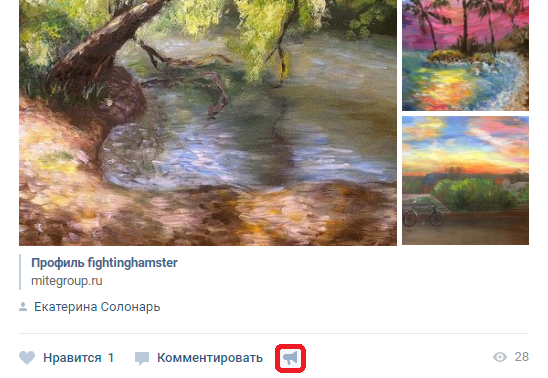 Профиль fightinghamster
mitegroup.ru
Екатерина Солонарь
Нравится 1 Комментировать 28